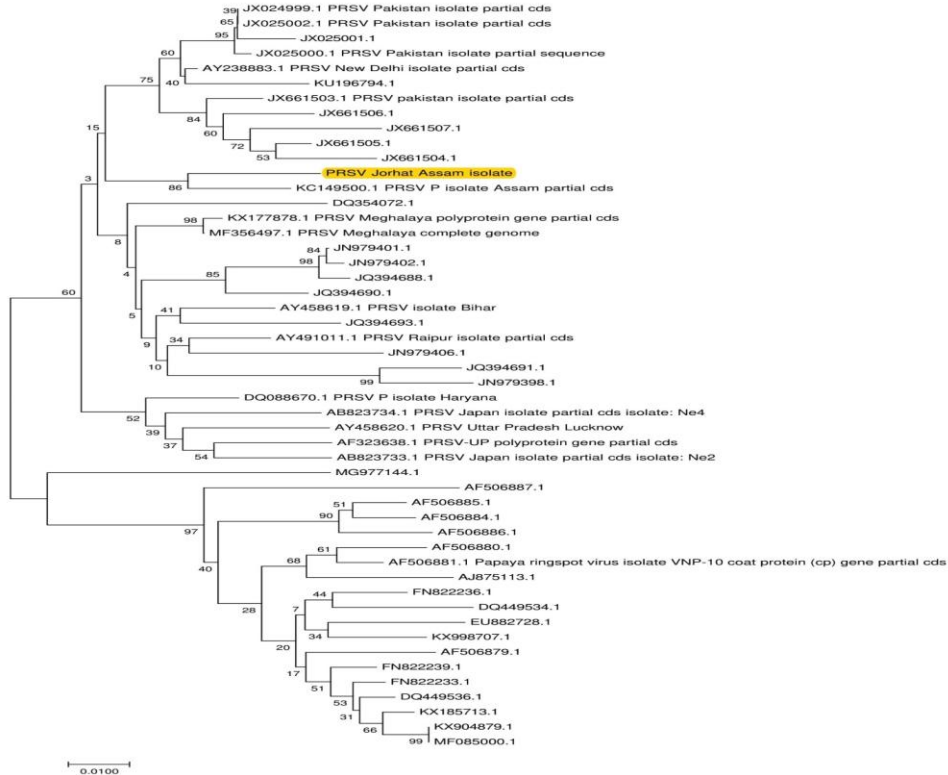 39
JX024999.1 PRSV Pakistan isolate partial cds
65
JX025002.1 PRSV Pakistan isolate partial cds
95
JX025001.1
JX025000.1 PRSV Pakistan isolate partial sequence
60
AY238883.1 PRSV New Delhi isolate partial cds
40
KU196794.1
75
JX661503.1 PRSV pakistan isolate partial cds
84
JX661506.1
60
JX661507.1
72
JX661505.1
53
JX661504.1
15
PRSV Jorhat Assam isolate
86
KC149500.1 PRSV P isolate Assam partial cds
3
DQ354072.1
98
KX177878.1 PRSV Meghalaya polyprotein gene partial cds
MF356497.1 PRSV Meghalaya complete genome
8
84
JN979401.1
98
JN979402.1
4
85
JQ394688.1
JQ394690.1
60
5
41
AY458619.1 PRSV isolate Bihar
JQ394693.1
9
34
AY491011.1 PRSV Raipur isolate partial cds
JN979406.1
10
JQ394691.1
99
JN979398.1
DQ088670.1 PRSV P isolate Haryana
52
AB823734.1 PRSV Japan isolate partial cds isolate: Ne4
39
AY458620.1 PRSV Uttar Pradesh Lucknow
37
AF323638.1 PRSV-UP polyprotein gene partial cds
54
AB823733.1 PRSV Japan isolate partial cds isolate: Ne2
MG977144.1
AF506887.1
97
51
AF506885.1
90
AF506884.1
AF506886.1
40
61
AF506880.1
68
AF506881.1 Papaya ringspot virus isolate VNP-10 coat protein (cp) gene partial cds
AJ875113.1
28
44
FN822236.1
7
DQ449534.1
EU882728.1
34
KX998707.1
20
AF506879.1
17
FN822239.1
51
FN822233.1
53
DQ449536.1
31
KX185713.1
66
KX904879.1
99
MF085000.1
0.0100